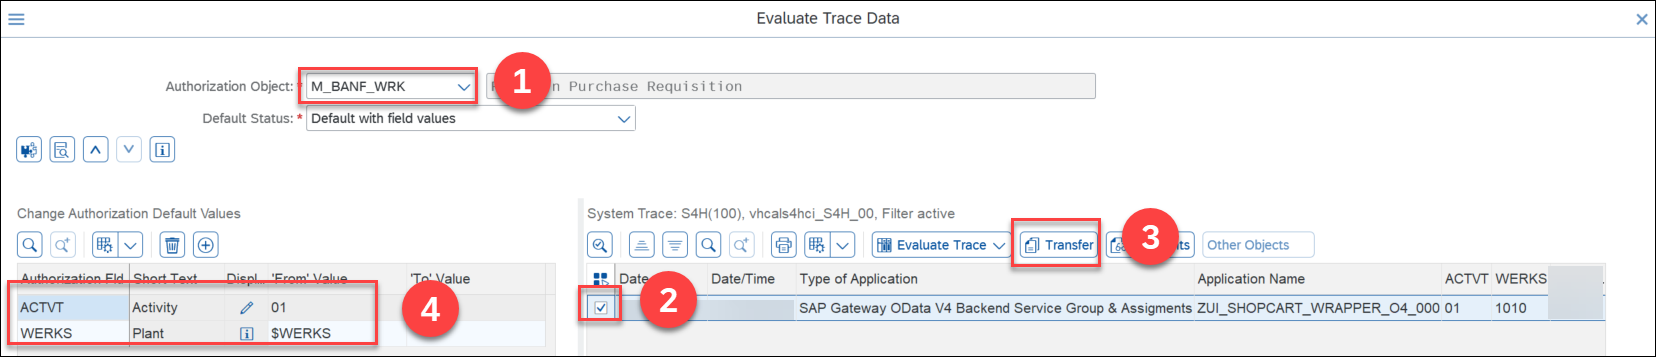 Evaluate Trace Data
Authorization Object: * M_BANF_WRK 1 n Purchase Requisition
Default Status: * Default with field values
Change Authorization Default Values
System Trace: S4H(100), vhcals4hci_S4H_00, Filter active
Evaluate Trace Transfer 3 ts Other Objects
Authorization Fld Short Text Displ... 'From' Value 'To' Value
Date Date/Time Type of Application Application Name ACTVT WERKS
ACTVT Activity 01 4
2 SAP Gateway OData V4 Backend Service Group & Assigments ZUI_SHOPCART_WRAPPER_O4_000 01 1010
WERKS Plant $WERKS